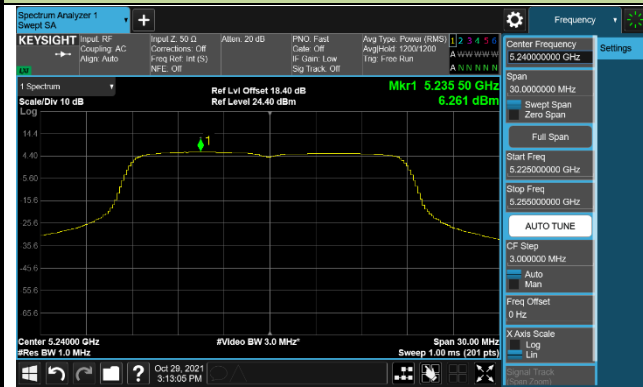 Spectrum Analyzer 1
Swept SA
Frequency
KEYSIGHT
Input: RF
Coupling: AC
Align: Auto
Input Z: 50 Ω
Corrections: Off
Freq Ref: Int (S)
NFE: Off
Atten: 20 dB
PNO: Fast
Gate: Off
IF Gain: Low
Sig Track: Off
Avg Type: Power (RMS)
Avg|Hold: 1200/1200
Trig: Free Run
1 2 3 4 5 6
A W W W W W
A N N N N N
1 Spectrum
Scale/Div 10 dB
Log
Ref Lvl Offset 18.40 dB
Ref Level 24.40 dBm
Mkr1 5.235 50 GHz
6.261 dBm
1
14.4
4.40
-5.60
-15.6
-25.6
-35.6
-45.6
-55.6
-65.6
Center 5.24000 GHz
#Res BW 1.0 MHz
#Video BW 3.0 MHz*
Span 30.00 MHz
Sweep 1.00 ms (201 pts)
Center Frequency
5.240000000 GHz
Settings
Span
30.0000000 MHz
Swept Span
Zero Span
Full Span
Start Freq
5.225000000 GHz
Stop Freq
5.255000000 GHz
AUTO TUNE
CF Step
3.000000 MHz
Auto
Man
Freq Offset
0 Hz
X Axis Scale
Log
Lin
Signal Track
(Span Zoom)
Oct 29, 2021
3:13:05 PM